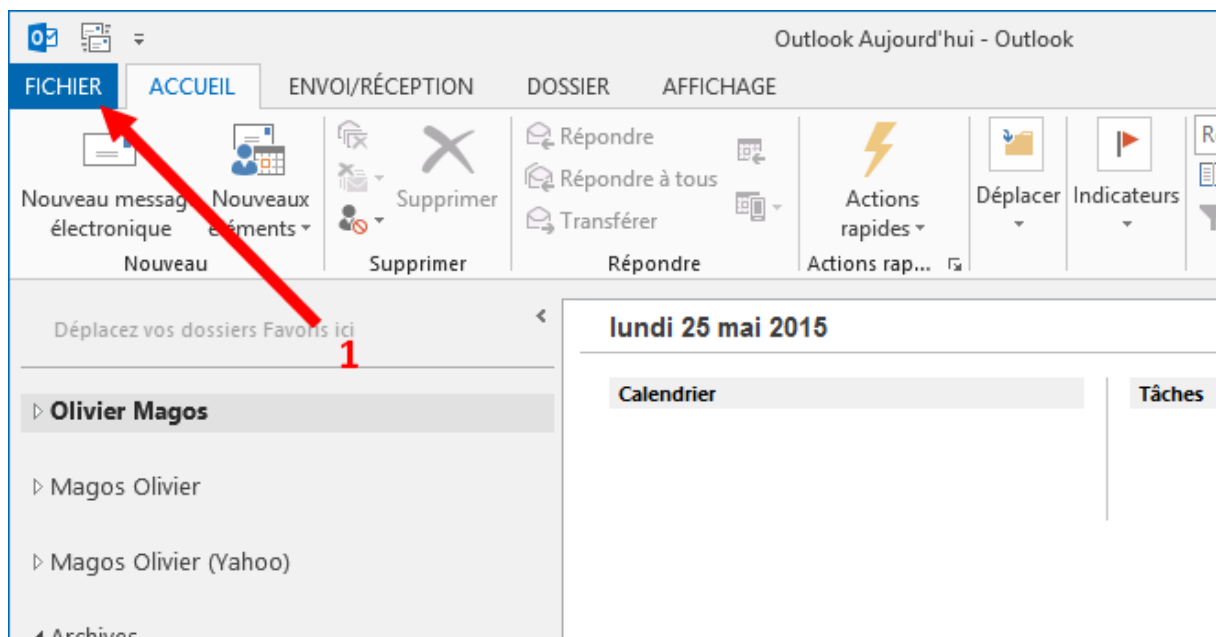 Outlook Aujourd'hui - Outlook
FICHIER ACCUEIL ENVOI/RÉCEPTION DOSSIER AFFICHAGE
Nouveau messag
électronique
Nouveaux
éléments
Nouveau
Supprimer
Supprimer
Répondre
Répondre à tous
Transférer
Répondre
Actions
rapides
Actions rap...
Déplacer
Indicateurs
R
Déplacez vos dossiers Favoris ici
1
Olivier Magos
Magos Olivier
Magos Olivier (Yahoo)
Archives
lundi 25 mai 2015
Calendrier
Tâches